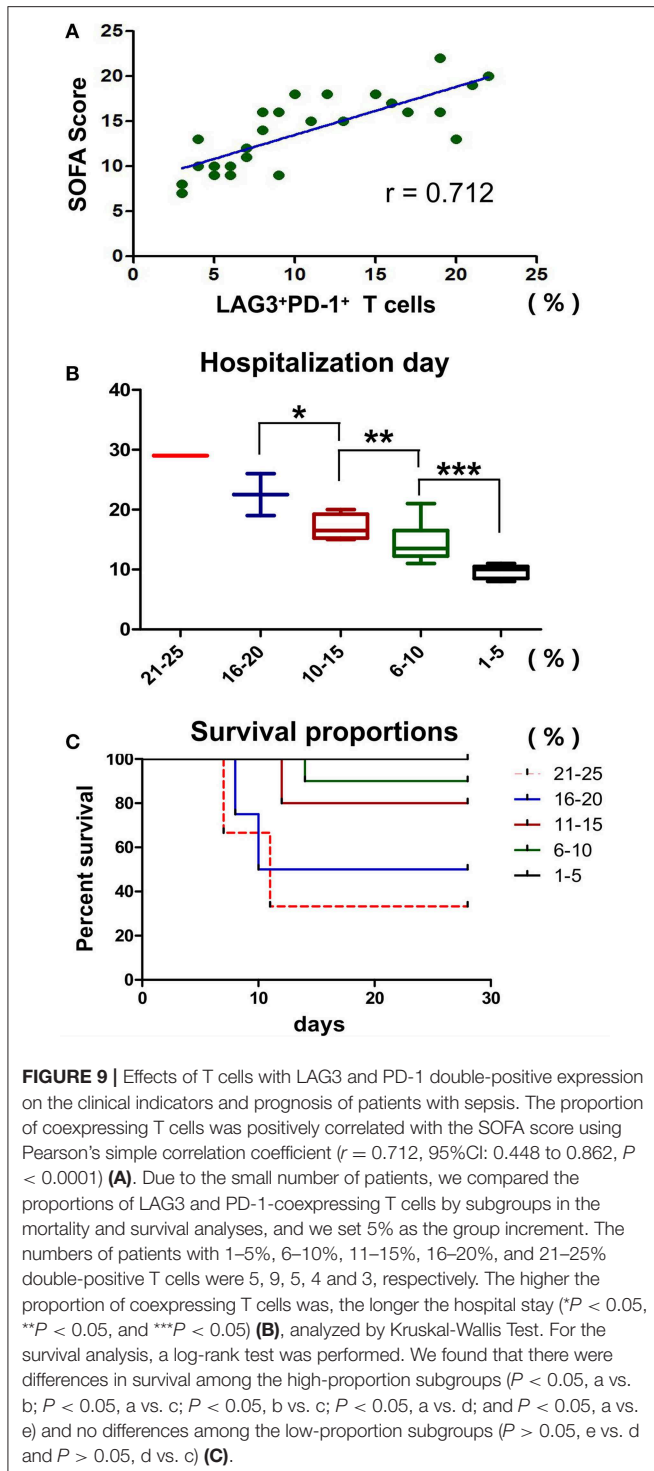 A
SOFA Score
25
20
15
10
5
0
0 5 10 15 20 25
r = 0.712
LAG3⁺PD-1⁺ T cells ( % )
B
Hospitalization day
40
30
20
10
0
*
**
***
21-25 16-20 10-15 6-10 1-5 ( % )
C
Survival proportions
( % )
Percent survival
100
80
60
40
20
0
0 10 20 30
days
21-25
16-20
11-15
6-10
1-5
FIGURE 9 | Effects of T cells with LAG3 and PD-1 double-positive expression
on the clinical indicators and prognosis of patients with sepsis. The proportion
of coexpressing T cells was positively correlated with the SOFA score using
Pearson's simple correlation coefficient (r = 0.712, 95%CI: 0.448 to 0.862, P
< 0.0001) (A). Due to the small number of patients, we compared the
proportions of LAG3 and PD-1-coexpressing T cells by subgroups in the
mortality and survival analyses, and we set 5% as the group increment. The
numbers of patients with 1–5%, 6–10%, 11–15%, 16–20%, and 21–25%
double-positive T cells were 5, 9, 5, 4 and 3, respectively. The higher the
proportion of coexpressing T cells was, the longer the hospital stay (*P < 0.05,
**P < 0.05, and ***P < 0.05) (B), analyzed by Kruskal-Wallis Test. For the
survival analysis, a log-rank test was performed. We found that there were
differences in survival among the high-proportion subgroups (P < 0.05, a vs.
b; P < 0.05, a vs. c; P < 0.05, b vs. c; P < 0.05, a vs. d; and P < 0.05, a vs.
e) and no differences among the low-proportion subgroups (P > 0.05, e vs. d
and P > 0.05, d vs. c) (C).